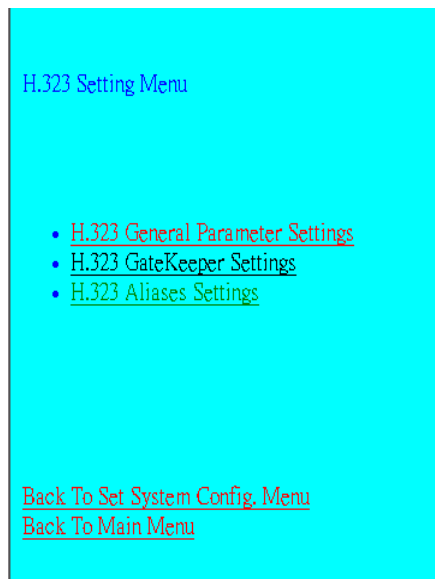 H.323 Setting Menu
H.323 General Parameter Settings
H.323 GateKeeper Settings
H.323 Aliases Settings
Back To Set System Config. Menu
Back To Main Menu